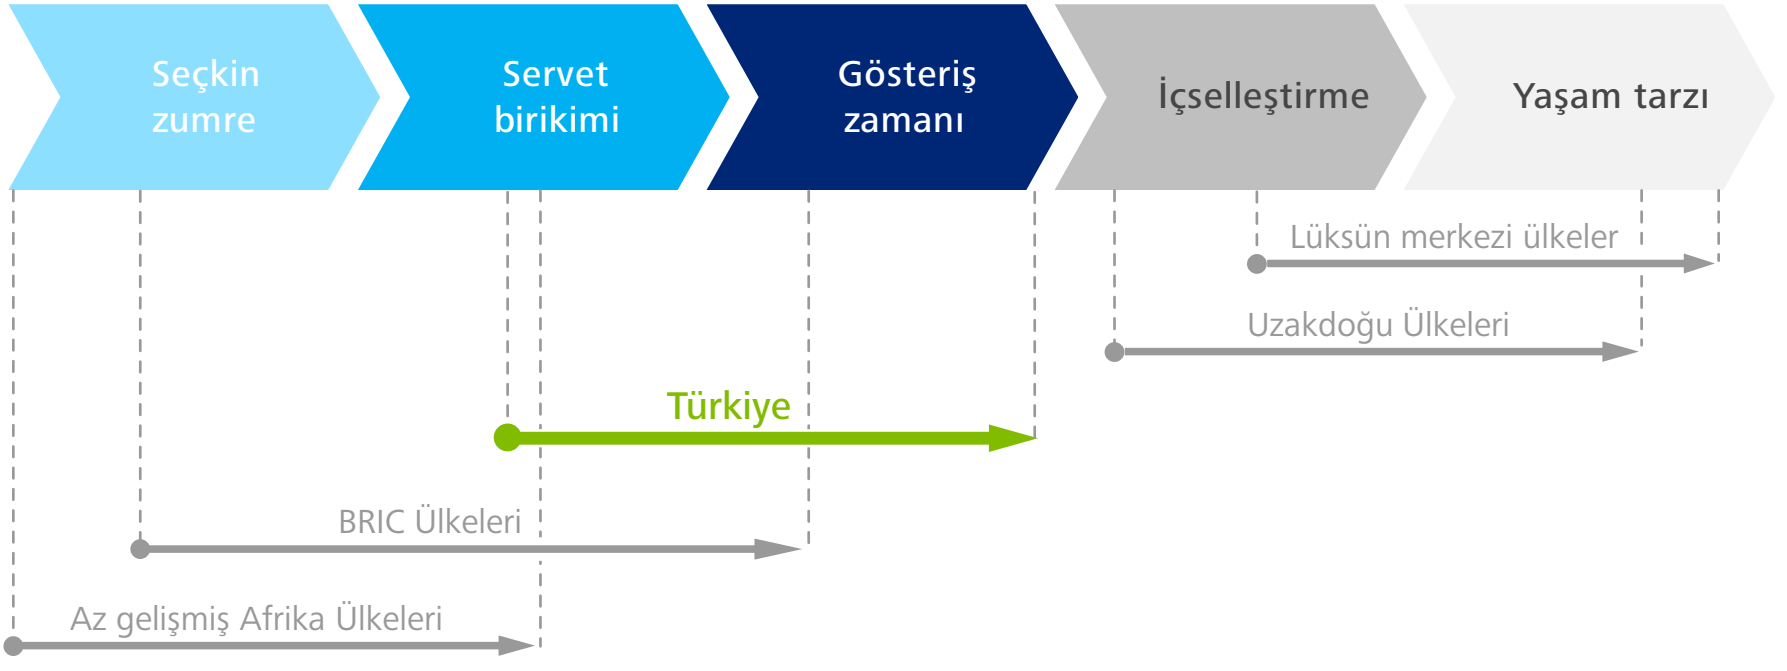 Seçkin
zumre
Servet
birikimi
Gösteriş
zamanı
İçselleştirme
Yaşam tarzı
Lüksün merkezi ülkeler
Uzakdoğu Ülkeleri
Türkiye
BRIC Ülkeleri
Az gelişmiş Afrika Ülkeleri